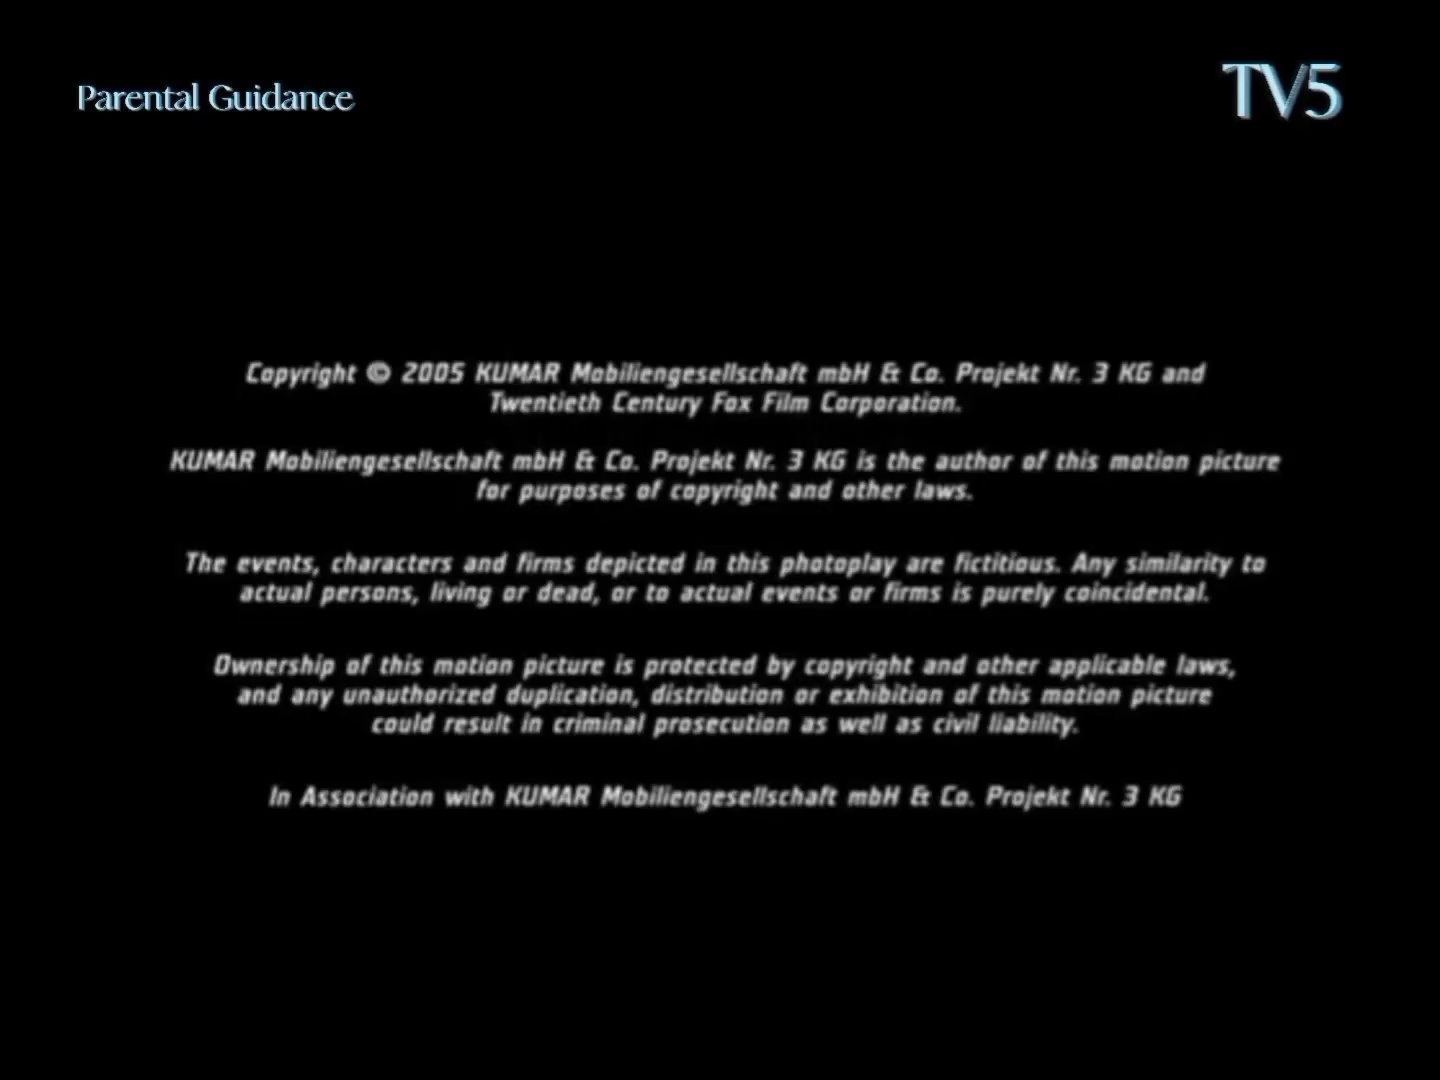 Parental Guidance
TV5
Copyright © 2005 KUMAR Mobiliengesellschaft mbH & Co. Projekt Nr. 3 KG and
Twentieth Century Fox Film Corporation.
KUMAR Mobiliengesellschaft mbH & Co. Projekt Nr. 3 KG is the author of this motion picture
for purposes of copyright and other laws.
The events, characters and firms depicted in this photoplay are fictitious. Any similarity to
actual persons, living or dead, or to actual events or firms is purely coincidental.
Ownership of this motion picture is protected by copyright and other applicable laws,
and any unauthorized duplication, distribution or exhibition of this motion picture
could result in criminal prosecution as well as civil liability.
In Association with KUMAR Mobiliengesellschaft mbH & Co. Projekt Nr. 3 KG